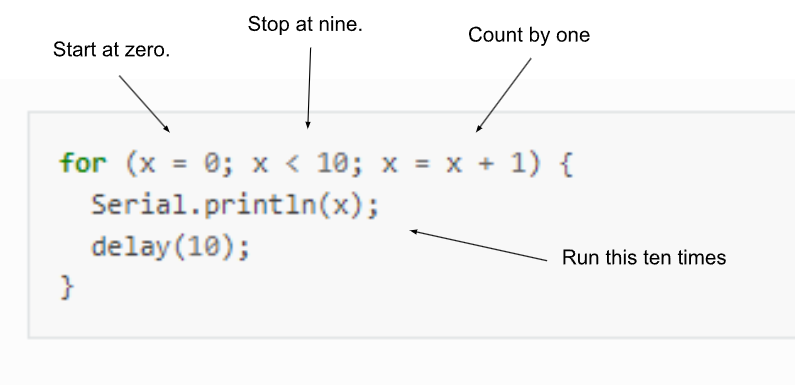 Stop at nine.
Start at zero.
Count by one
for (x = 0; x < 10; x = x + 1) {
  Serial.println(x);
  delay(10);
Run this ten times
}